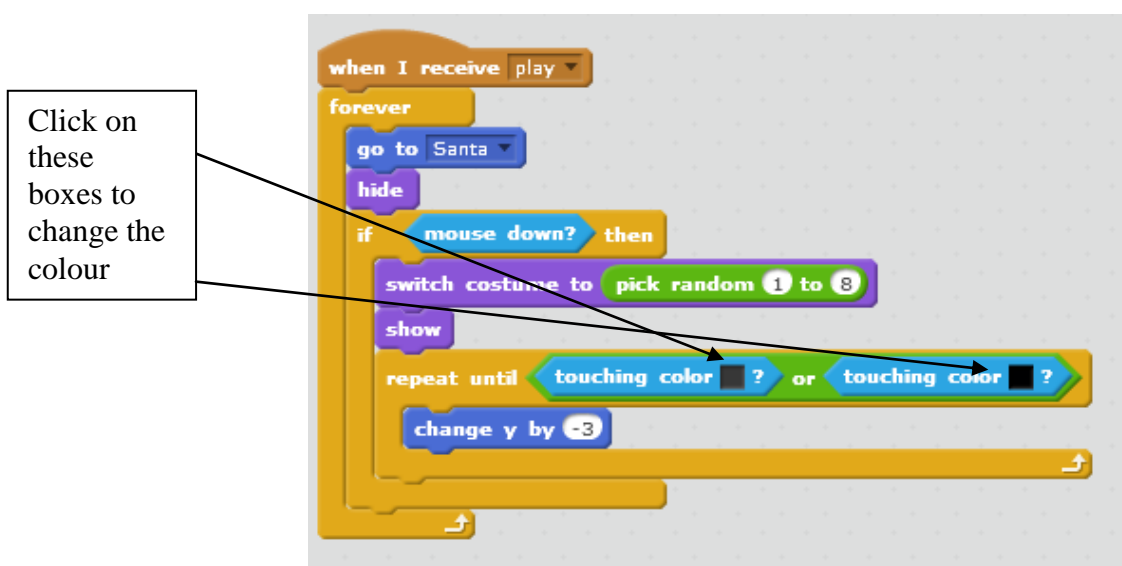 when I receive play
forever
Click on
these
boxes to
change the
colour
go to Santa
hide
if mouse down? then
switch costume to pick random 1 to 8
show
repeat until touching color ? or touching color ?
change y by -3